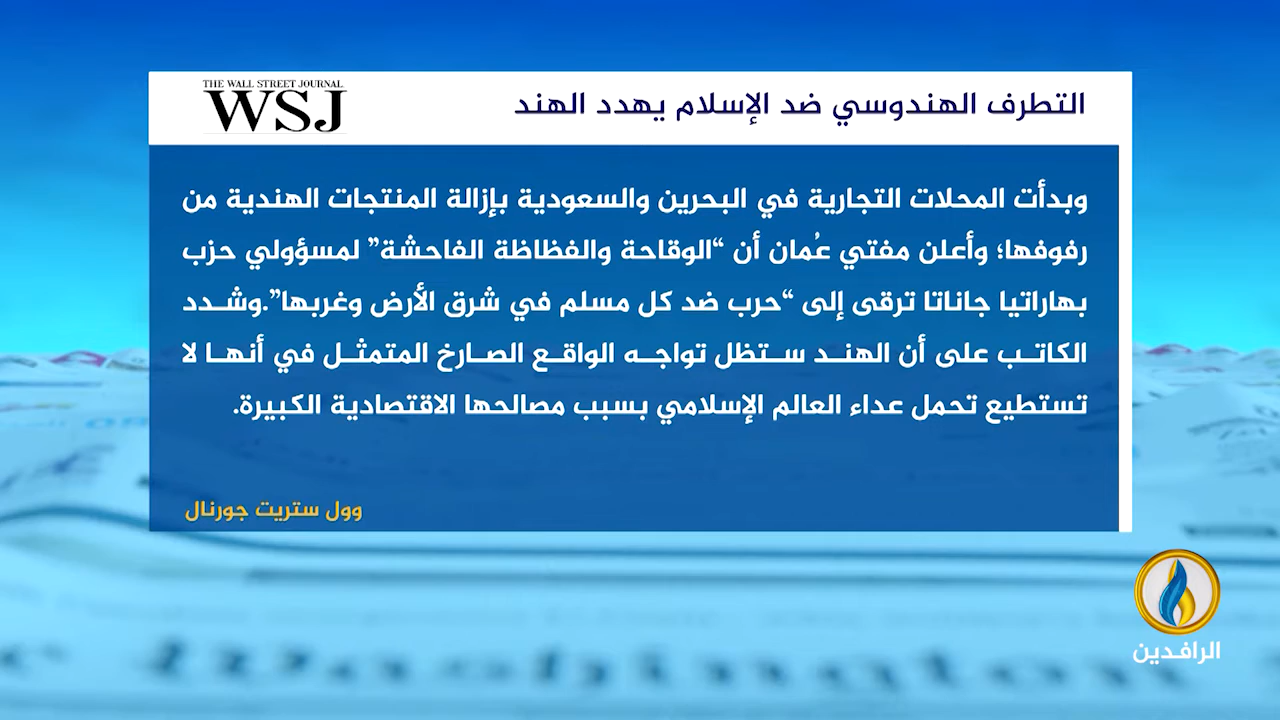 THE WALL STREET JOURNAL
WSJ
التطرف الهندوسي ضد الإسلام يهدد الهند
وبدأت المحلات التجارية في البحرين والسعودية بإزالة المنتجات الهندية من
رفوفها؛ وأعلن مفتي عُمان أن “الوقاحة والفظاظة الفاحشة” لمسؤولي حزب
بهاراتيا جاناتا ترقى إلى “حرب ضد كل مسلم في شرق الأرض وغربها”.وشدد
الكاتب على أن الهند ستظل تواجه الواقع الصارخ المتمثل في أنها لا
تستطيع تحمل عداء العالم الإسلامي بسبب مصالحها الاقتصادية الكبيرة.
وول ستريت جورنال
الرافدين